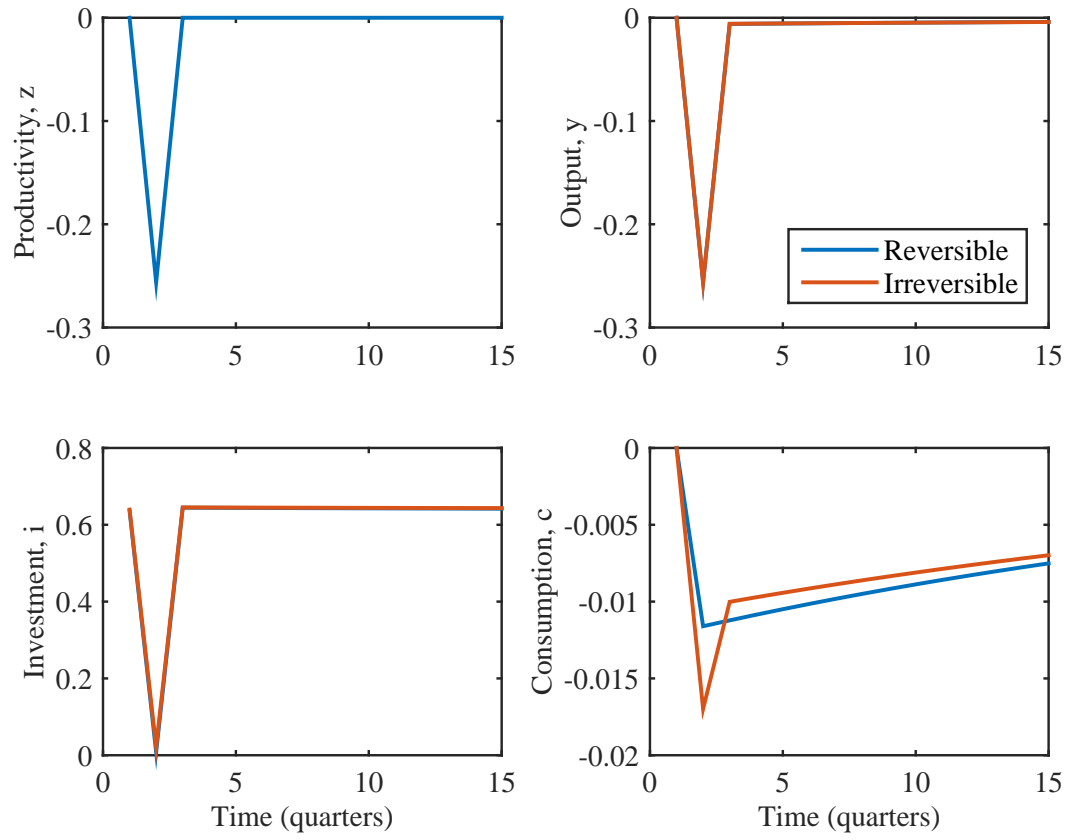 Productivity, z
0
-0.1
-0.2
-0.3
0 5 10 15
Output, y
0
-0.1
-0.2
-0.3
0 5 10 15
Reversible
Irreversible
Investment, i
0.8
0.6
0.4
0.2
0
0 5 10 15
Time (quarters)
Consumption, c
0
-0.005
-0.01
-0.015
-0.02
0 5 10 15
Time (quarters)